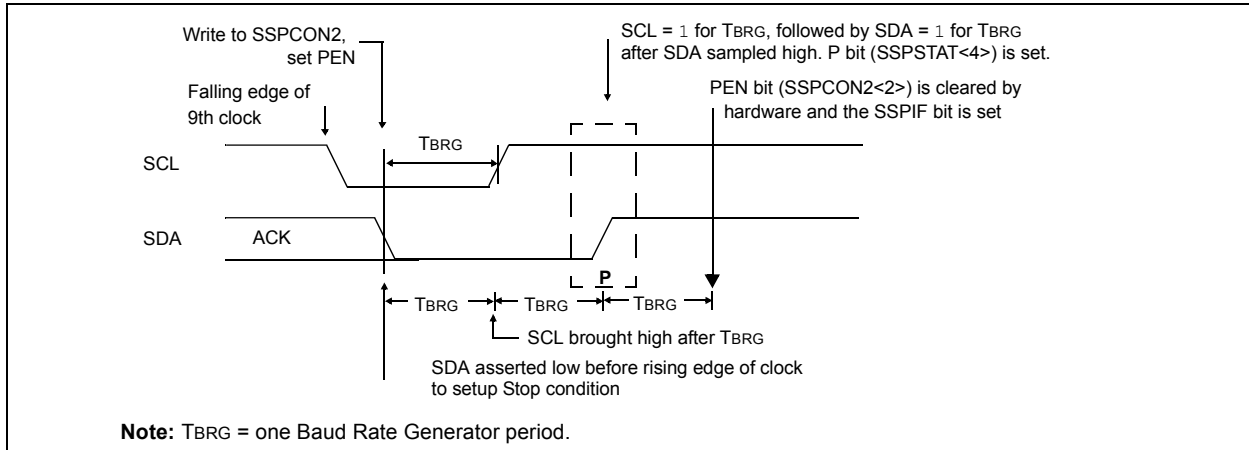 Write to SSPCON2,
set PEN
SCL = 1 for TBRG, followed by SDA = 1 for TBRG
after SDA sampled high. P bit (SSPSTAT<4>) is set.
Falling edge of
9th clock
PEN bit (SSPCON2<2>) is cleared by
hardware and the SSPIF bit is set
TBRG
SCL
SDA
ACK
P
TBRG
TBRG
TBRG
SCL brought high after TBRG
SDA asserted low before rising edge of clock
to setup Stop condition
Note: TBRG = one Baud Rate Generator period.